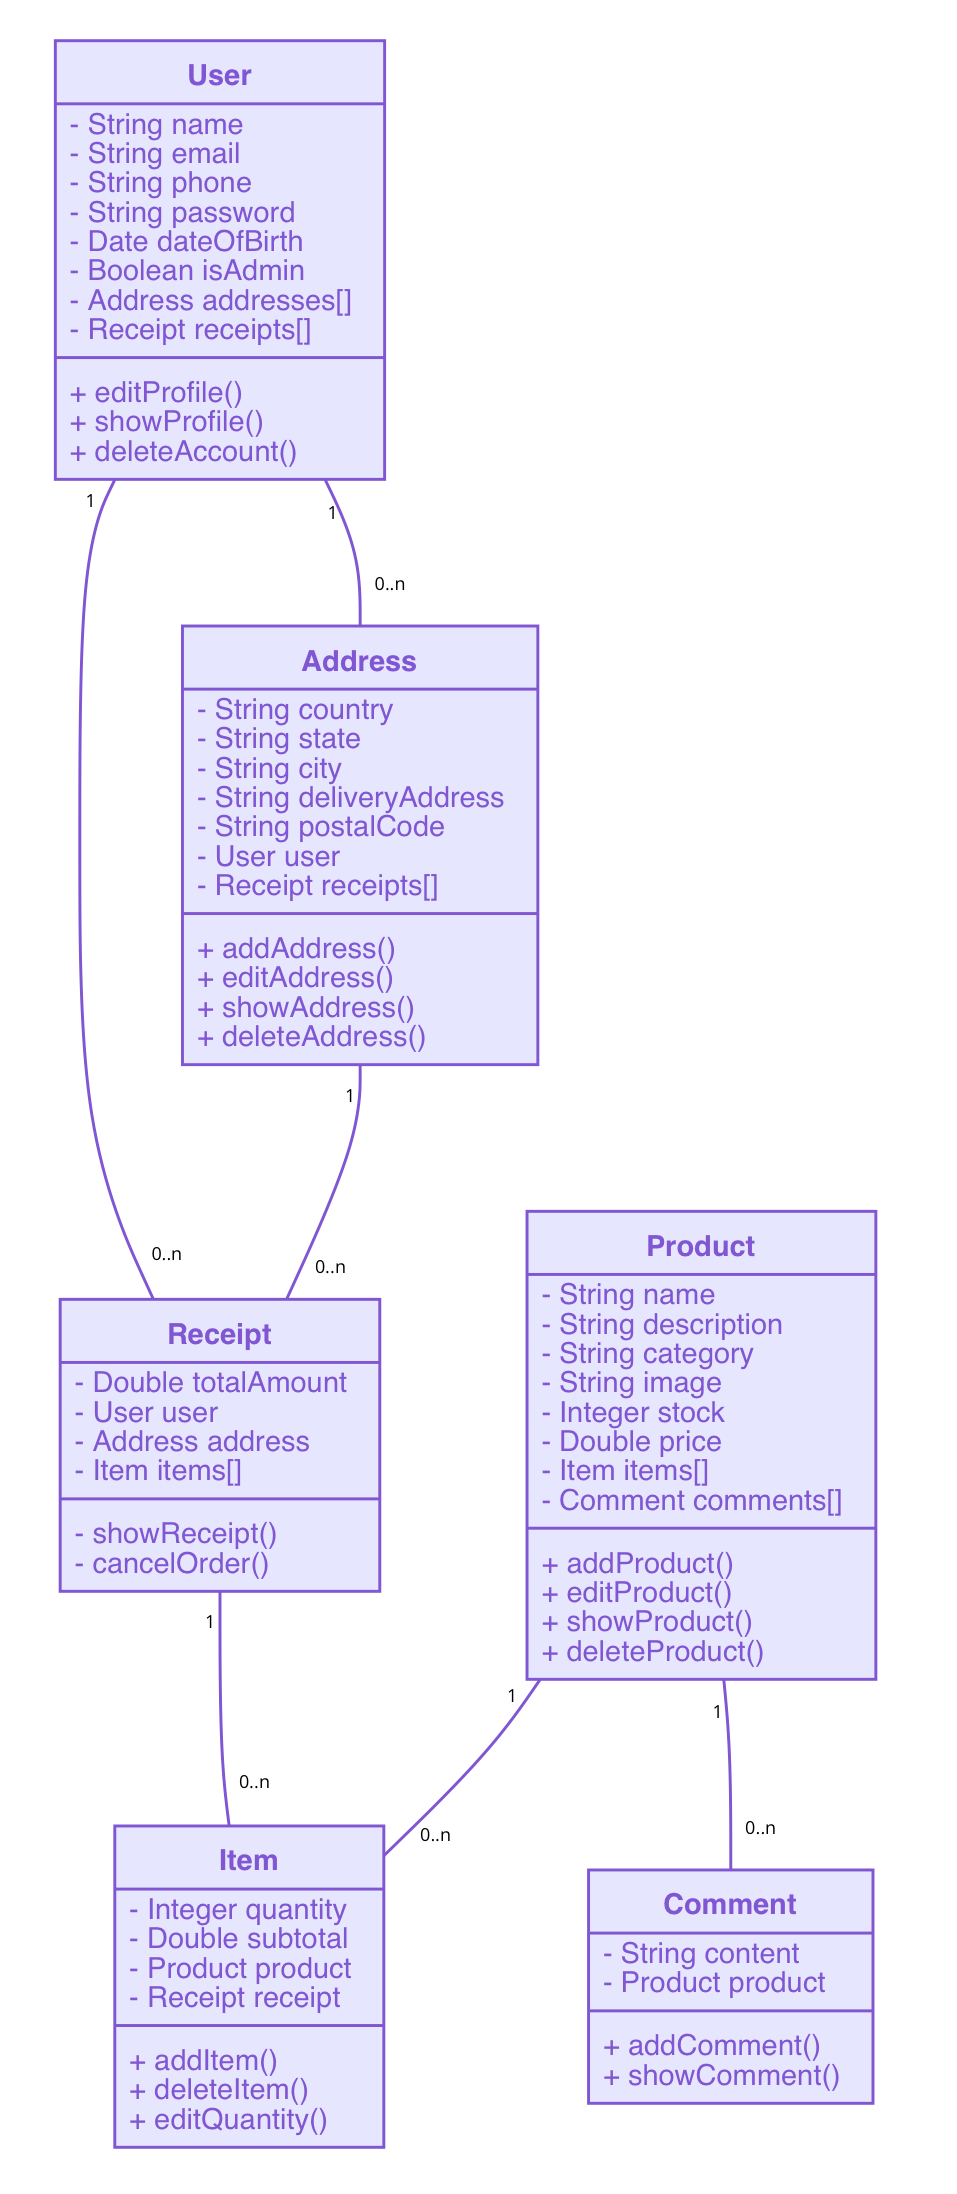 User
- String name
- String email
- String phone
- String password
- Date dateOfBirth
- Boolean isAdmin
- Address addresses[]
- Receipt receipts[]
+ editProfile()
+ showProfile()
+ deleteAccount()
1
1
0..n
Address
- String country
- String state
- String city
- String deliveryAddress
- String postalCode
- User user
- Receipt receipts[]
+ addAddress()
+ editAddress()
+ showAddress()
+ deleteAddress()
1
0..n
0..n
Receipt
- Double totalAmount
- User user
- Address address
- Item items[]
- showReceipt()
- cancelOrder()
1
0..n
Product
- String name
- String description
- String category
- String image
- Integer stock
- Double price
- Item items[]
- Comment comments[]
+ addProduct()
+ editProduct()
+ showProduct()
+ deleteProduct()
1
1
0..n
0..n
Item
- Integer quantity
- Double subtotal
- Product product
- Receipt receipt
+ addItem()
+ deleteItem()
+ editQuantity()
Comment
- String content
- Product product
+ addComment()
+ showComment()